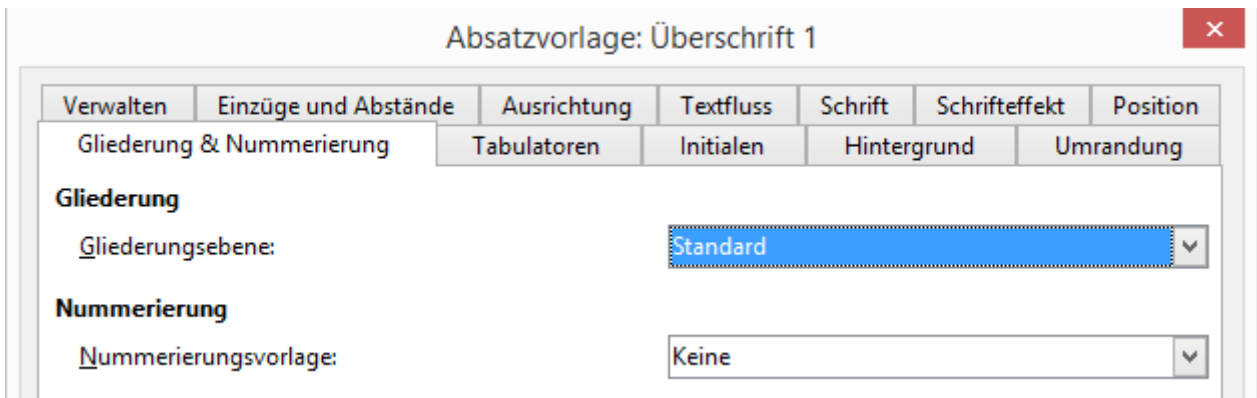 Absatzvorlage: Überschrift 1
Verwalten Einzüge und Abstände Ausrichtung Textfluss Schrift Schrifteffekt Position
Gliederung & Nummerierung Tabulatoren Initialen Hintergrund Umrandung
Gliederung
Gliederungsebene: Standard
Nummerierung
Nummerierungsvorlage: Keine